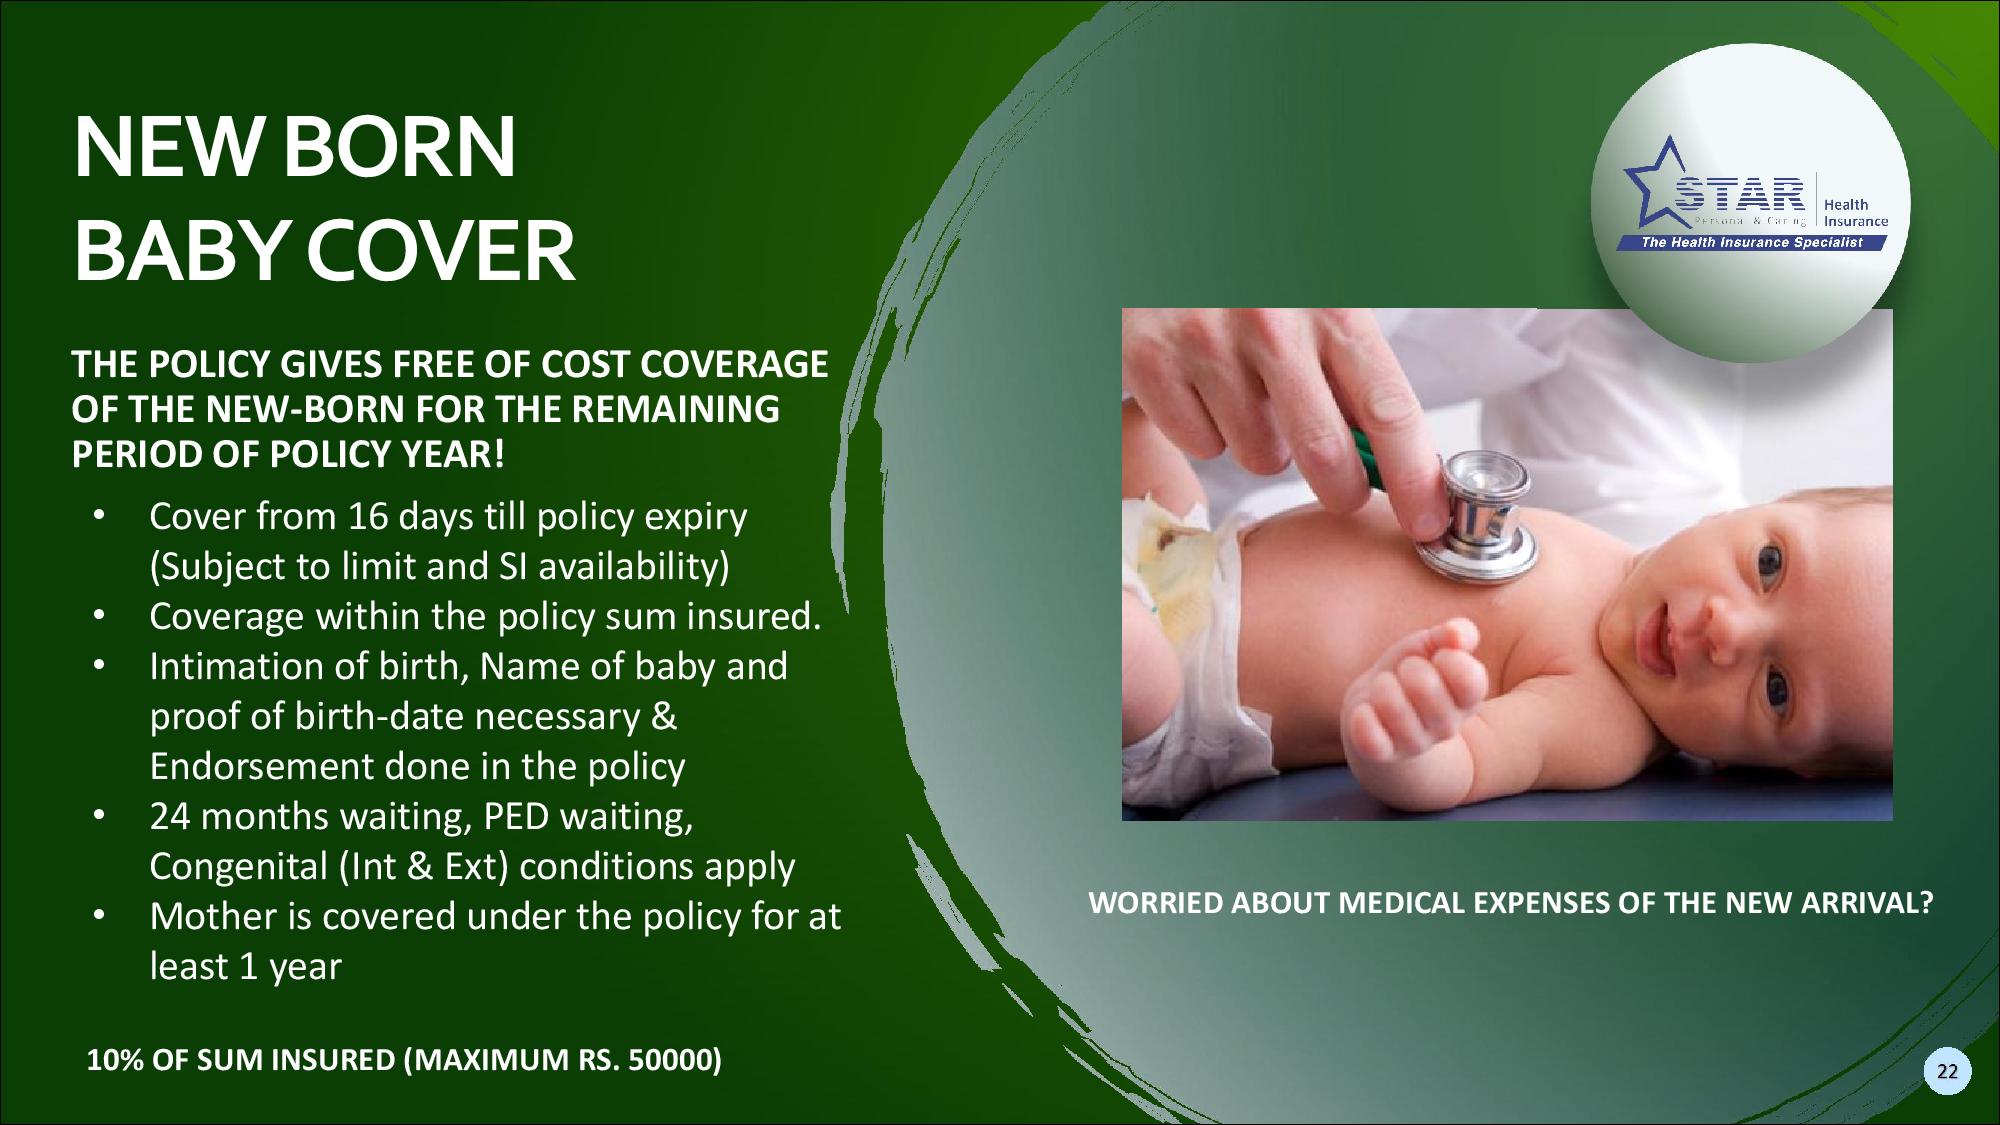 NEW BORN
BABY COVER
THE POLICY GIVES FREE OF COST COVERAGE
OF THE NEW-BORN FOR THE REMAINING
PERIOD OF POLICY YEAR!
• Cover from 16 days till policy expiry
(Subject to limit and SI availability)
• Coverage within the policy sum insured.
• Intimation of birth, Name of baby and
proof of birth-date necessary &
Endorsement done in the policy
• 24 months waiting, PED waiting,
Congenital (Int & Ext) conditions apply
• Mother is covered under the policy for at
least 1 year
10% OF SUM INSURED (MAXIMUM RS. 50000)
STAR
Personal & Caring
Health
Insurance
The Health Insurance Specialist
WORRIED ABOUT MEDICAL EXPENSES OF THE NEW ARRIVAL?
22